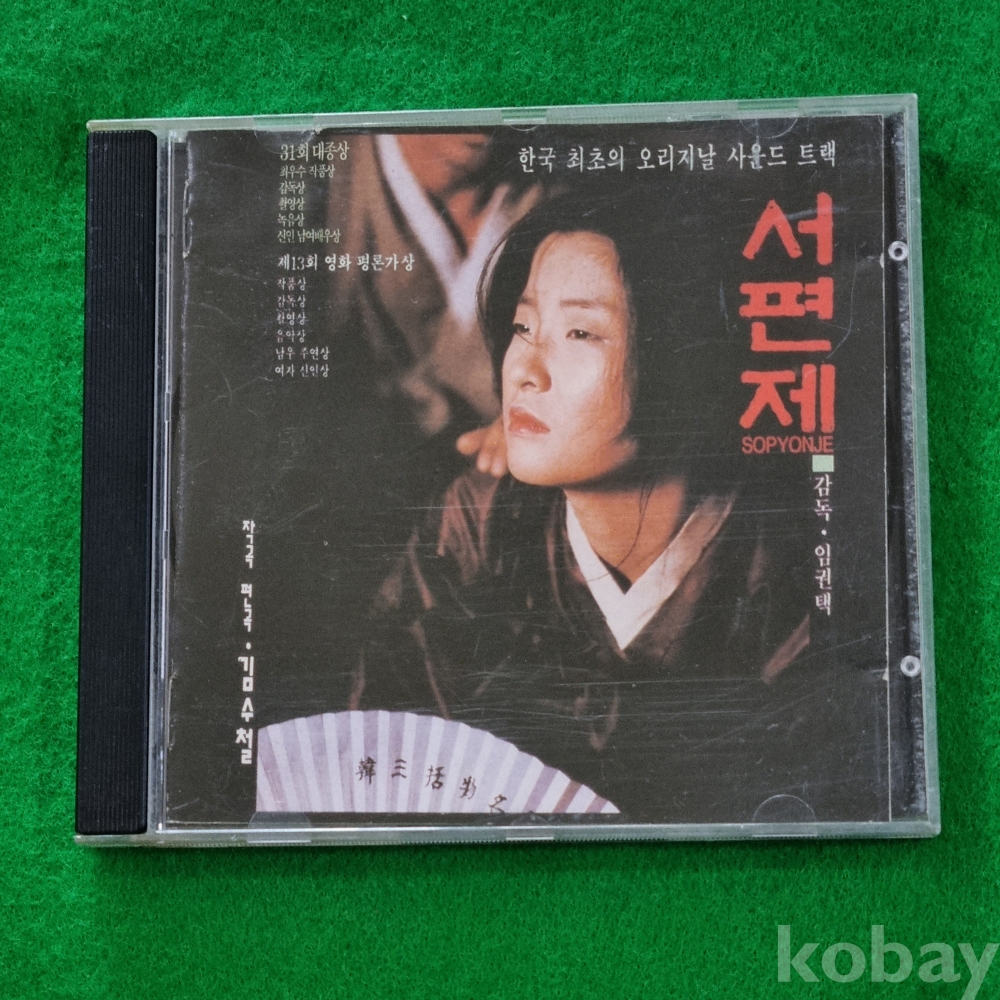 31회 대종상
최우수 작품상
감독상
촬영상
녹음상
신인 남여배우상
제13회 영화 평론가상
작품상
감독상
촬영상
음악상
남우 주연상
여자 신인상
한국 최초의 오리지날 사운드 트랙
서편제
SOPYONJE
감독·임권택
작곡 편곡·김수철
韓三括
kobay